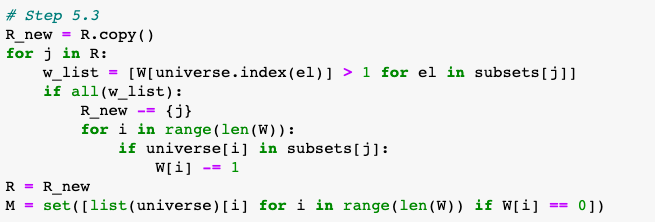 # Step 5.3
R_new = R.copy()
for j in R:
    w_list = [W[universe.index(el)] > 1 for el in subsets[j]]
    if all(w_list):
        R_new -= {j}
        for i in range(len(W)):
            if universe[i] in subsets[j]:
                W[i] -= 1
R = R_new
M = set([list(universe)[i] for i in range(len(W)) if W[i] == 0])